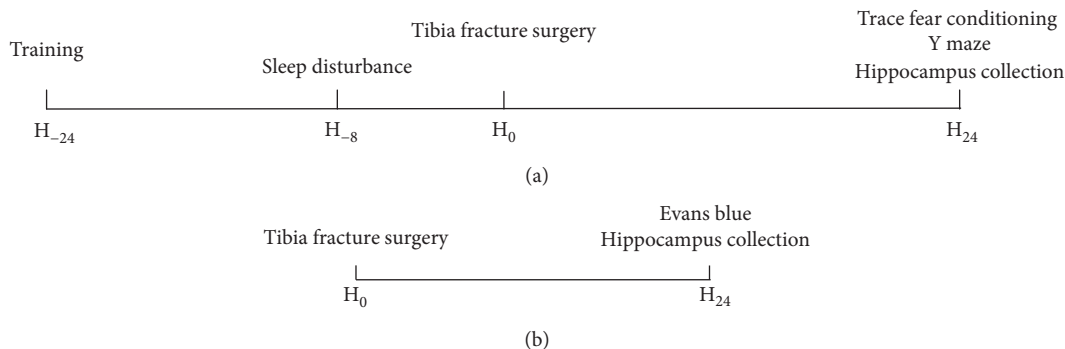 Training
Sleep disturbance
Tibia fracture surgery
Trace fear conditioning
Y maze
Hippocampus collection
H₋₂₄
H₋₈
H₀
H₂₄
(a)
Tibia fracture surgery
Evans blue
Hippocampus collection
H₀
H₂₄
(b)